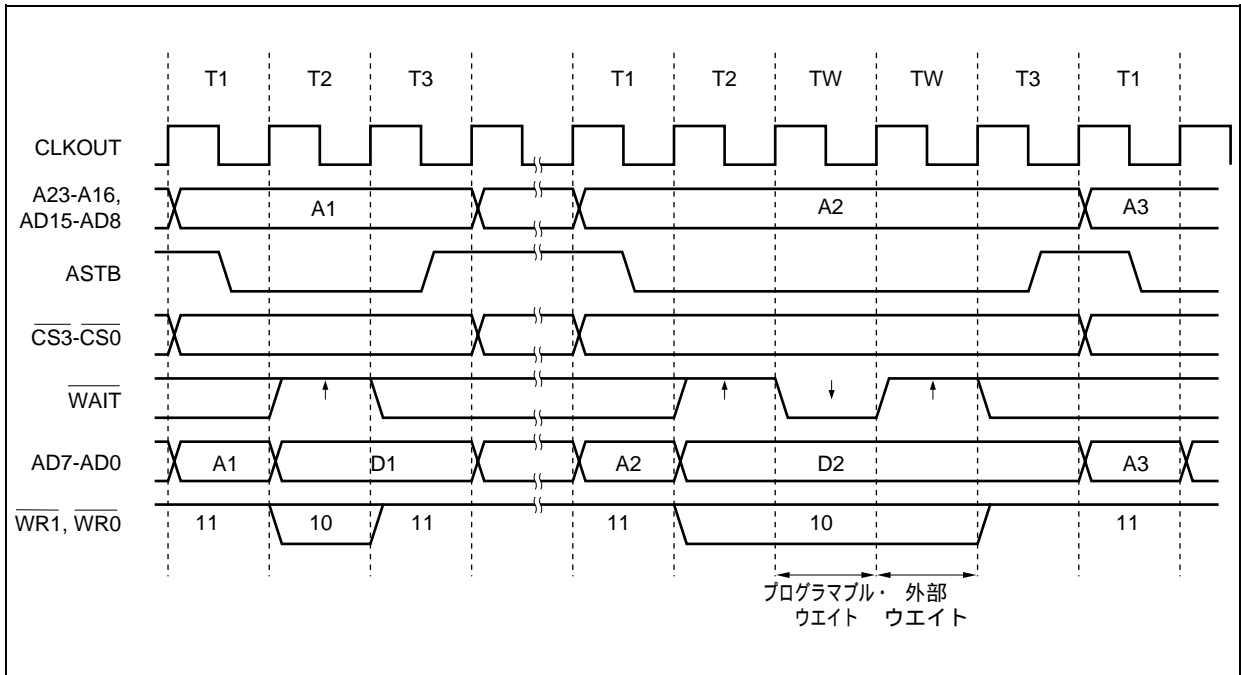 T1 T2 T3 T1 T2 TW TW T3 T1
CLKOUT
A23-A16,
AD15-AD8
A1 A2 A3
ASTB
CS3-CS0
WAIT
AD7-AD0 A1 D1 A2 D2 A3
WR1, WR0 11 10 11 11 10 11
プログラマブル・
ウエイト
外部
ウエイト